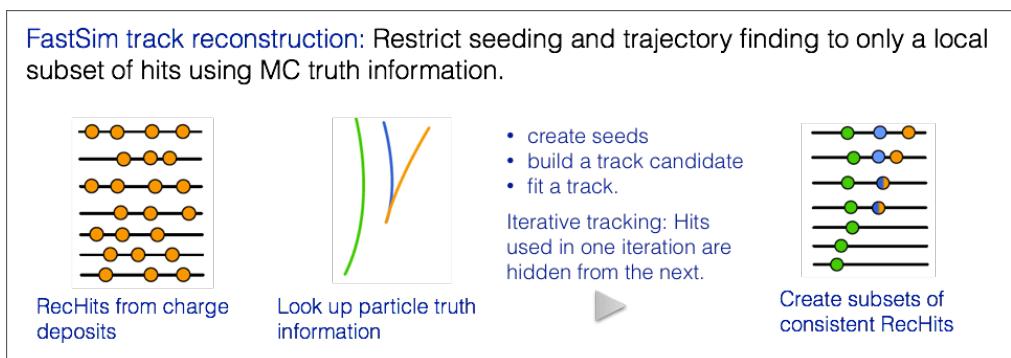 FastSim track reconstruction: Restrict seeding and trajectory finding to only a local
subset of hits using MC truth information.
RecHits from charge
deposits
Look up particle truth
information
• create seeds
• build a track candidate
• fit a track.
Iterative tracking: Hits
used in one iteration are
hidden from the next.
Create subsets of
consistent RecHits